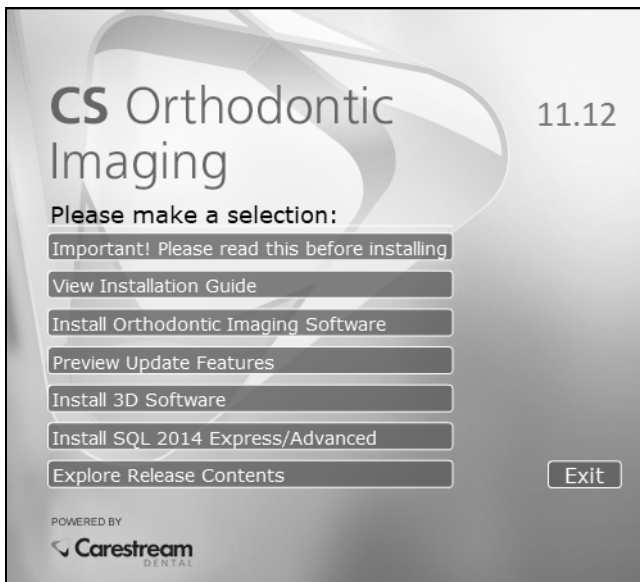 CS Orthodontic
Imaging
11.12
Please make a selection:
Important! Please read this before installing
View Installation Guide
Install Orthodontic Imaging Software
Preview Update Features
Install 3D Software
Install SQL 2014 Express/Advanced
Explore Release Contents
Exit
POWERED BY
Carestream
DENTAL